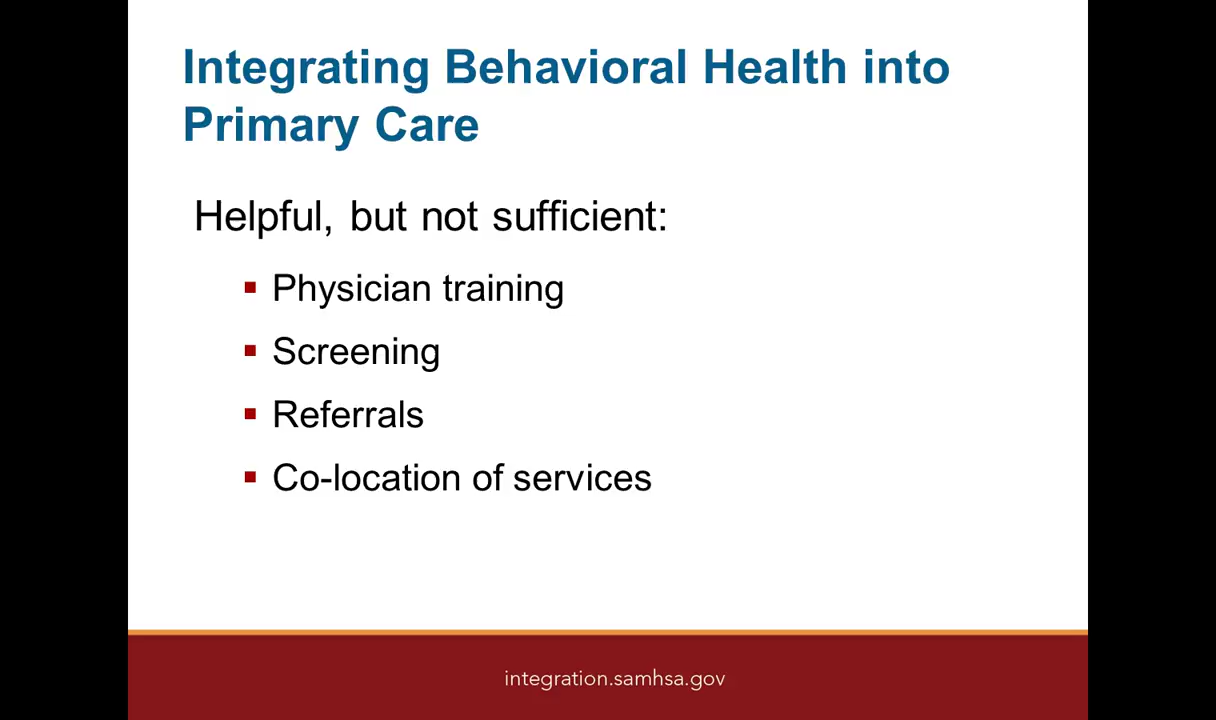 Integrating Behavioral Health into
Primary Care
Helpful, but not sufficient:
▪ Physician training
▪ Screening
▪ Referrals
▪ Co-location of services
integration.samhsa.gov